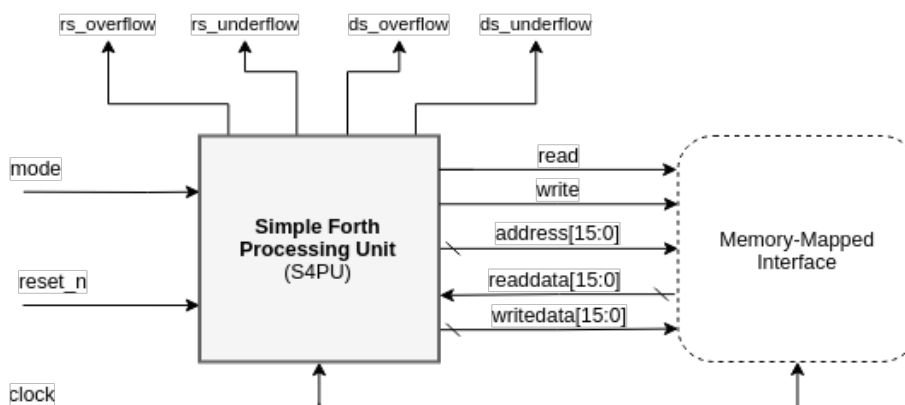 rs_overflow
rs_underflow
ds_overflow
ds_underflow
mode
read
write
Simple Forth
Processing Unit
(S4PU)
address[15:0]
Memory-Mapped
Interface
reset_n
readdata[15:0]
writedata[15:0]
clock